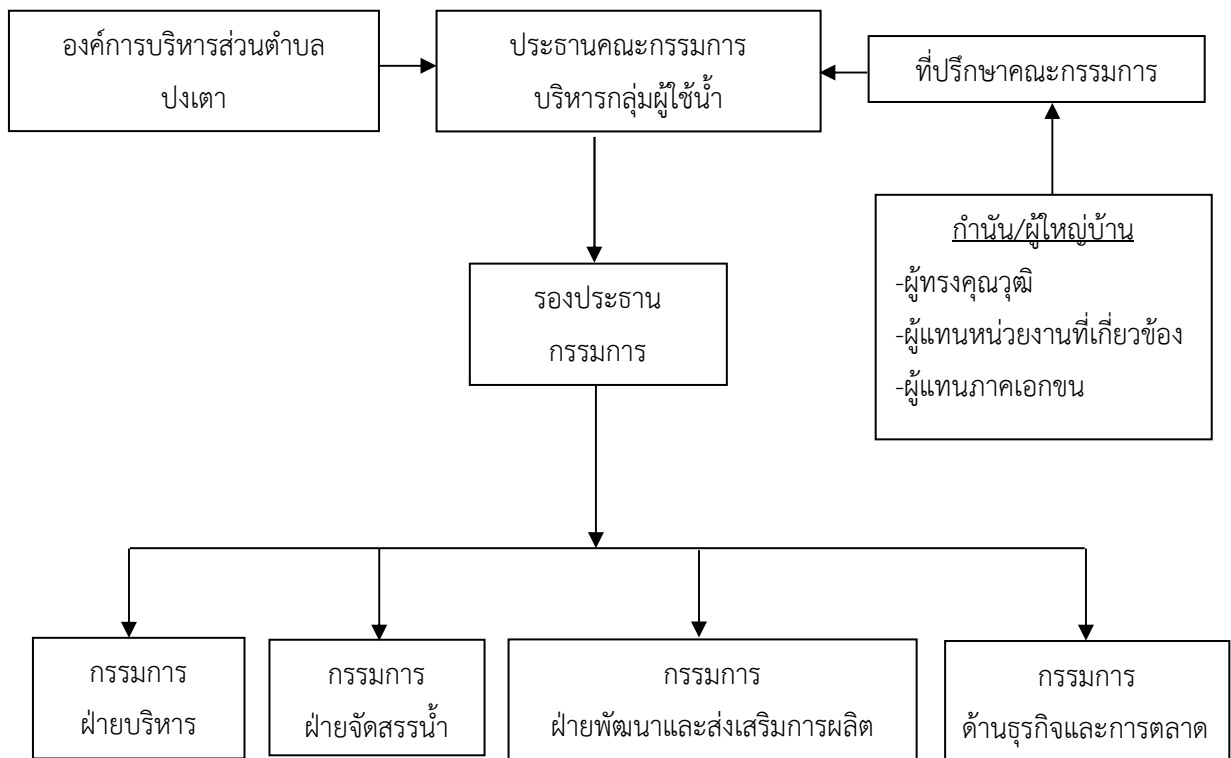 องค์การบริหารส่วนตำบล
ปงเตา
ประธานคณะกรรมการ
บริหารกลุ่มผู้ใช้น้ำ
ที่ปรึกษาคณะกรรมการ
กำนัน/ผู้ใหญ่บ้าน
-ผู้ทรงคุณวุฒิ
-ผู้แทนหน่วยงานที่เกี่ยวข้อง
-ผู้แทนภาคเอกขน
รองประธาน
กรรมการ
กรรมการ
ฝ่ายบริหาร
กรรมการ
ฝ่ายจัดสรรน้ำ
กรรมการ
ฝ่ายพัฒนาและส่งเสริมการผลิต
กรรมการ
ด้านธุรกิจและการตลาด